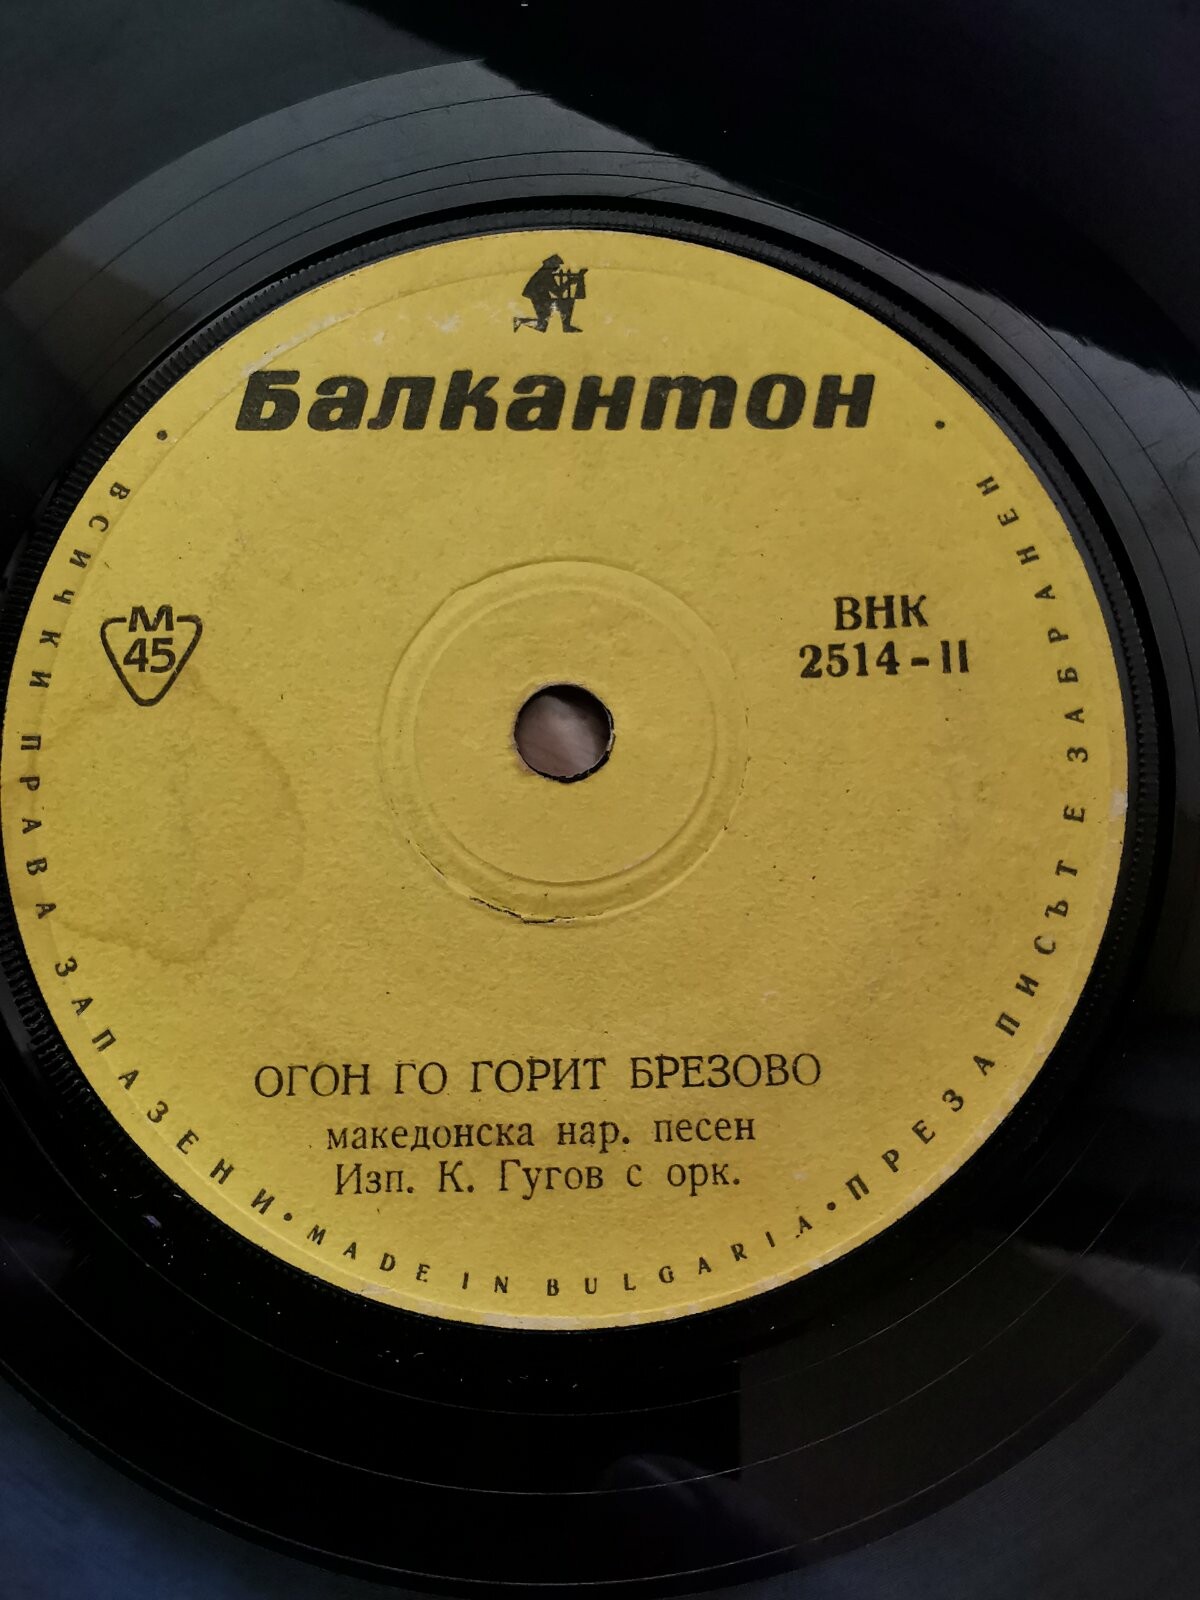 Балкантон
М
45
ВНК
2514-II
ОГОН ГО ГОРИТ БРЕЗОВО
македонска нар. песен
Изп. К. Гугов с орк.
ВСИЧКИ ПРАВА ЗАПАЗЕНИ • MADE IN BULGARIA • ПРЕЗАПИСЪТ Е ЗАБРАНЕН